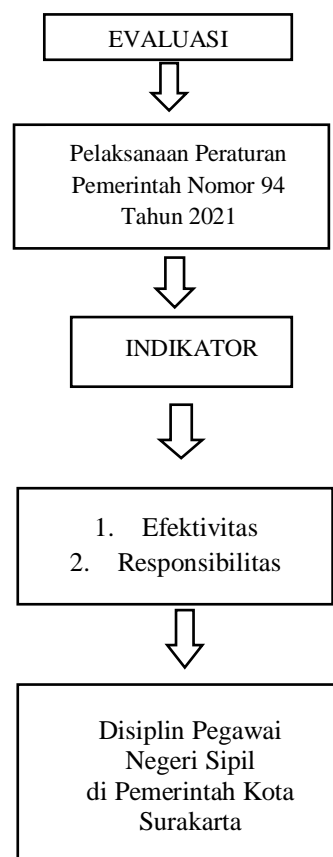 EVALUASI
Pelaksanaan Peraturan
Pemerintah Nomor 94
Tahun 2021
INDIKATOR
1. Efektivitas
2. Responsibilitas
Disiplin Pegawai
Negeri Sipil
di Pemerintah Kota
Surakarta